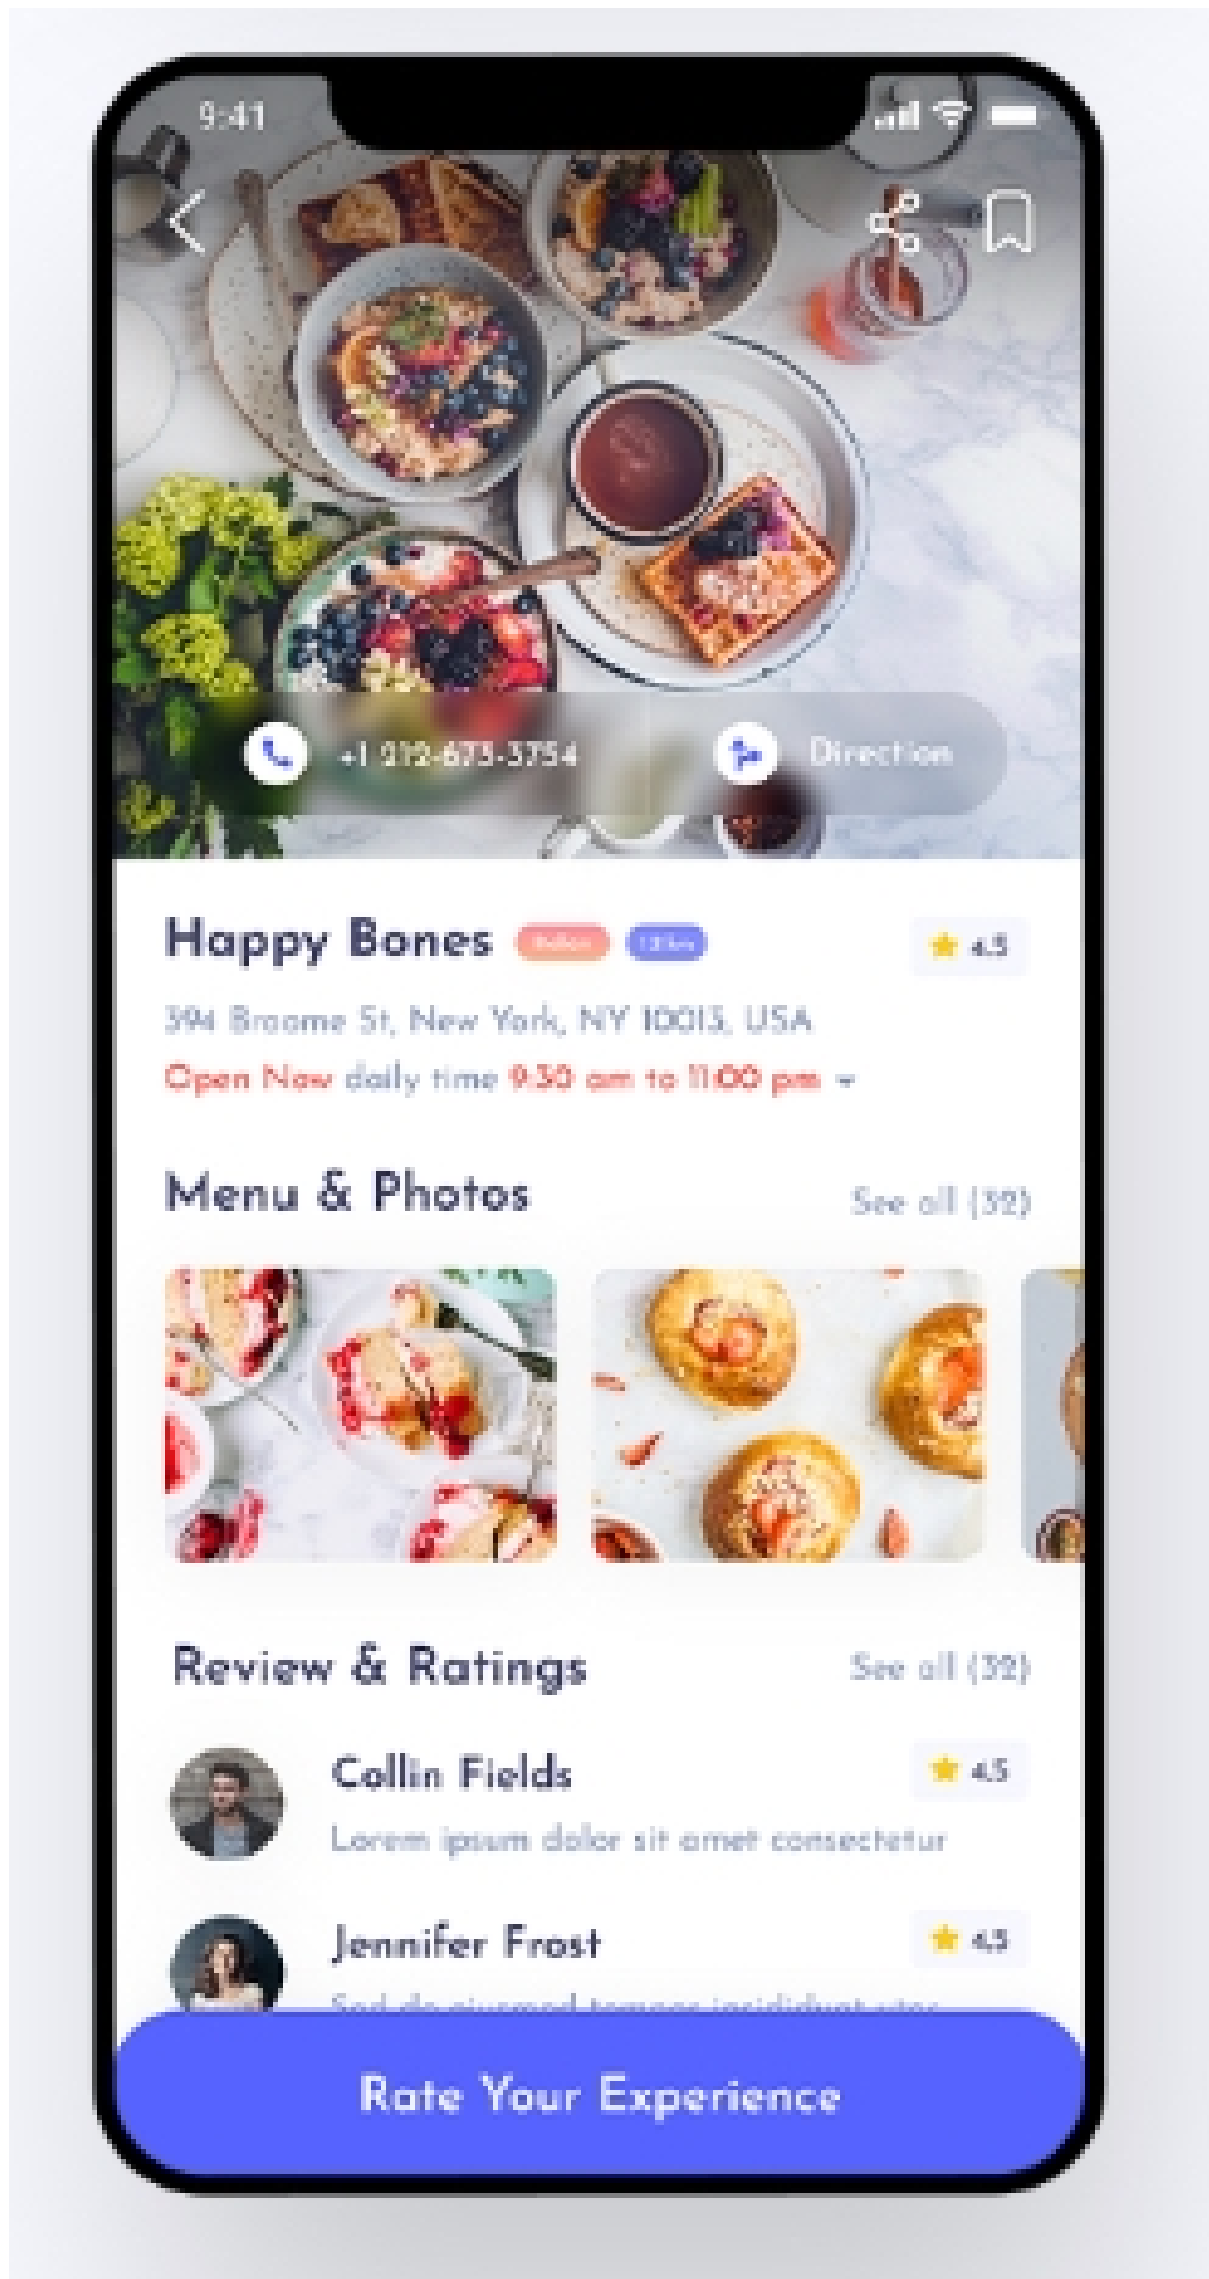 9:41
+1 212-673-3754
Direction
Happy Bones
4.5
394 Broome St, New York, NY 10013, USA
Open Now daily time 9:30 am to 11:00 pm
Menu & Photos
See all (32)
Review & Ratings
See all (32)
Collin Fields
4.5
Lorem ipsum dolor sit amet consectetur
Jennifer Frost
4.5
Rate Your Experience